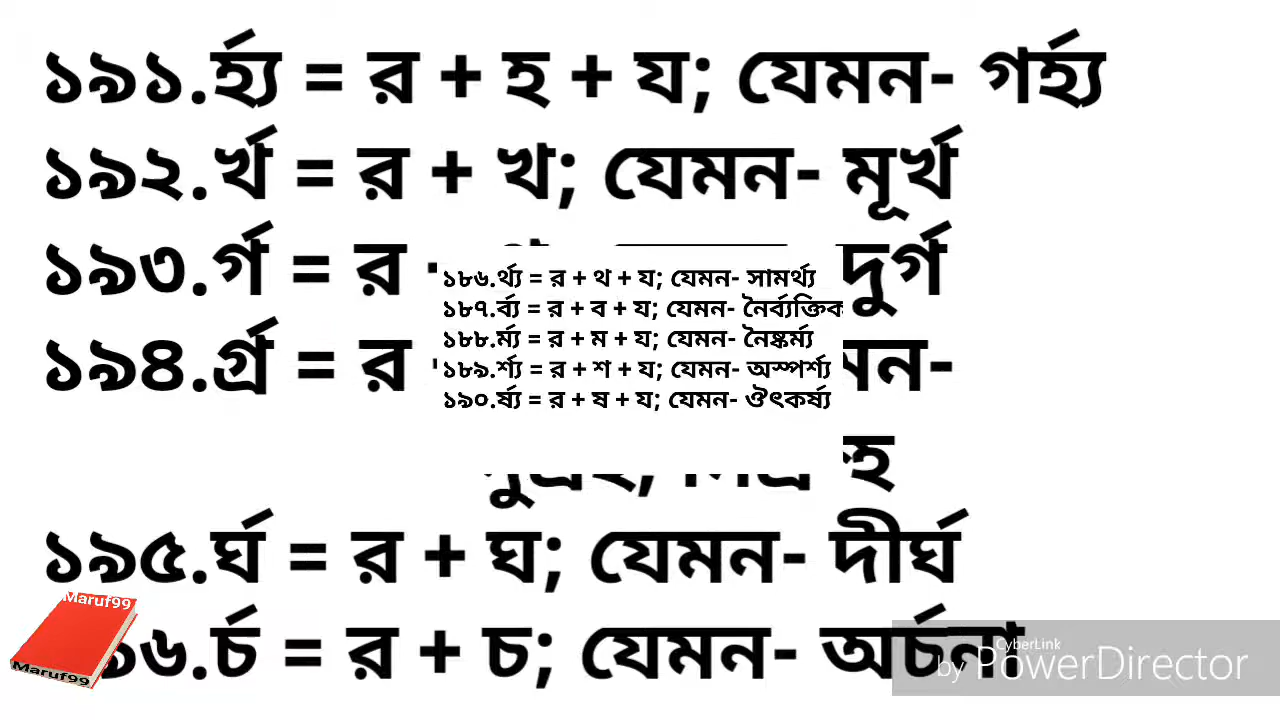 ১৯১.র্হ্য = র + হ + য; যেমন- গর্হ্য
১৯২.র্খ = র + খ; যেমন- মূর্খ
১৯৩.র্গ = র দুর্গ
১৯৪.র্গ্র = র
১৮৬.র্থ্য = র + থ + য; যেমন- সামর্থ্য
১৮৭.র্ব্য = র + ব + য; যেমন- নৈর্ব্যক্তিক
১৮৮.র্ম্য = র + ম + য; যেমন- নৈষ্কর্ম্য
১৮৯.র্শ্য = র + শ + য; যেমন- অস্পর্শ্য
১৯০.র্ষ্য = র + ষ + য; যেমন- ঔৎকর্ষ্য
১৯৫.র্ঘ = র + ঘ; যেমন- দীর্ঘ
৬.র্চ = র + চ; যেমন- অর্চনা
Maruf99
Maruf99
CyberLink
by PowerDirector